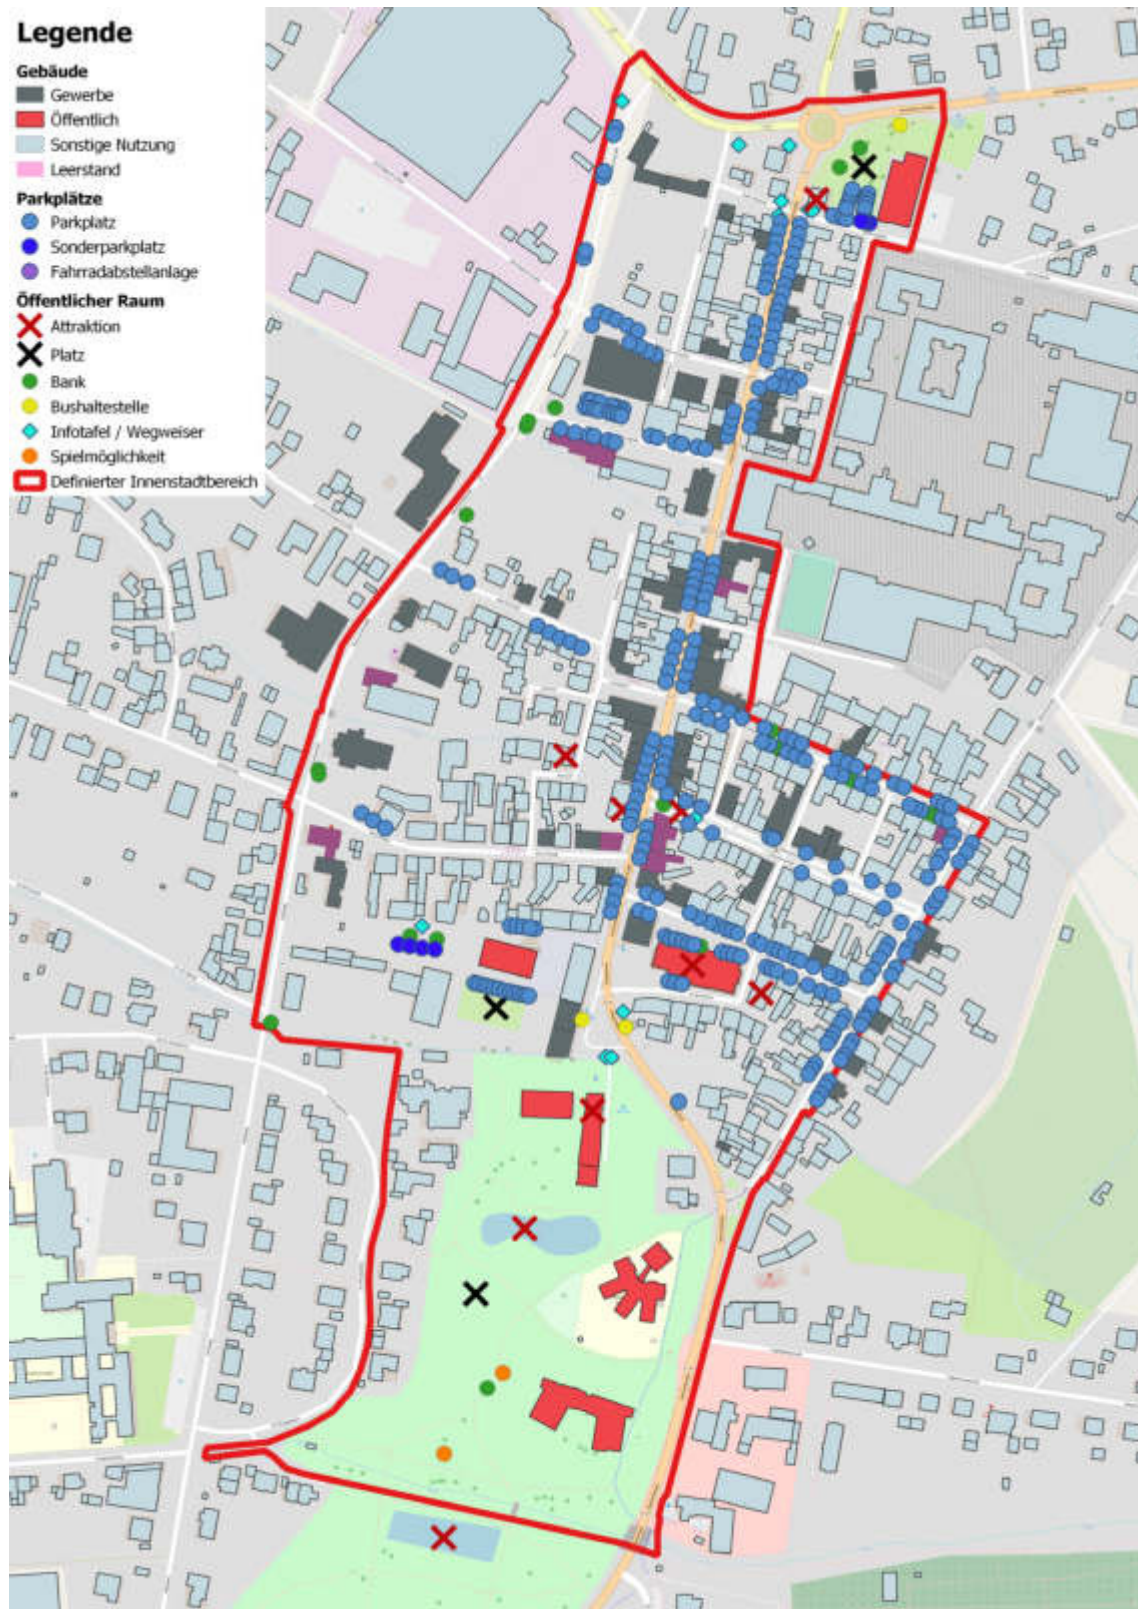 Legende
Gebäude
Gewerbe
Öffentlich
Sonstige Nutzung
Leerstand
Parkplätze
Parkplatz
Sonderparkplatz
Fahrradabstellanlage
Öffentlicher Raum
Attraktion
Platz
Bank
Bushaltestelle
Infotafel / Wegweiser
Spielmöglichkeit
Definierter Innenstadtbereich